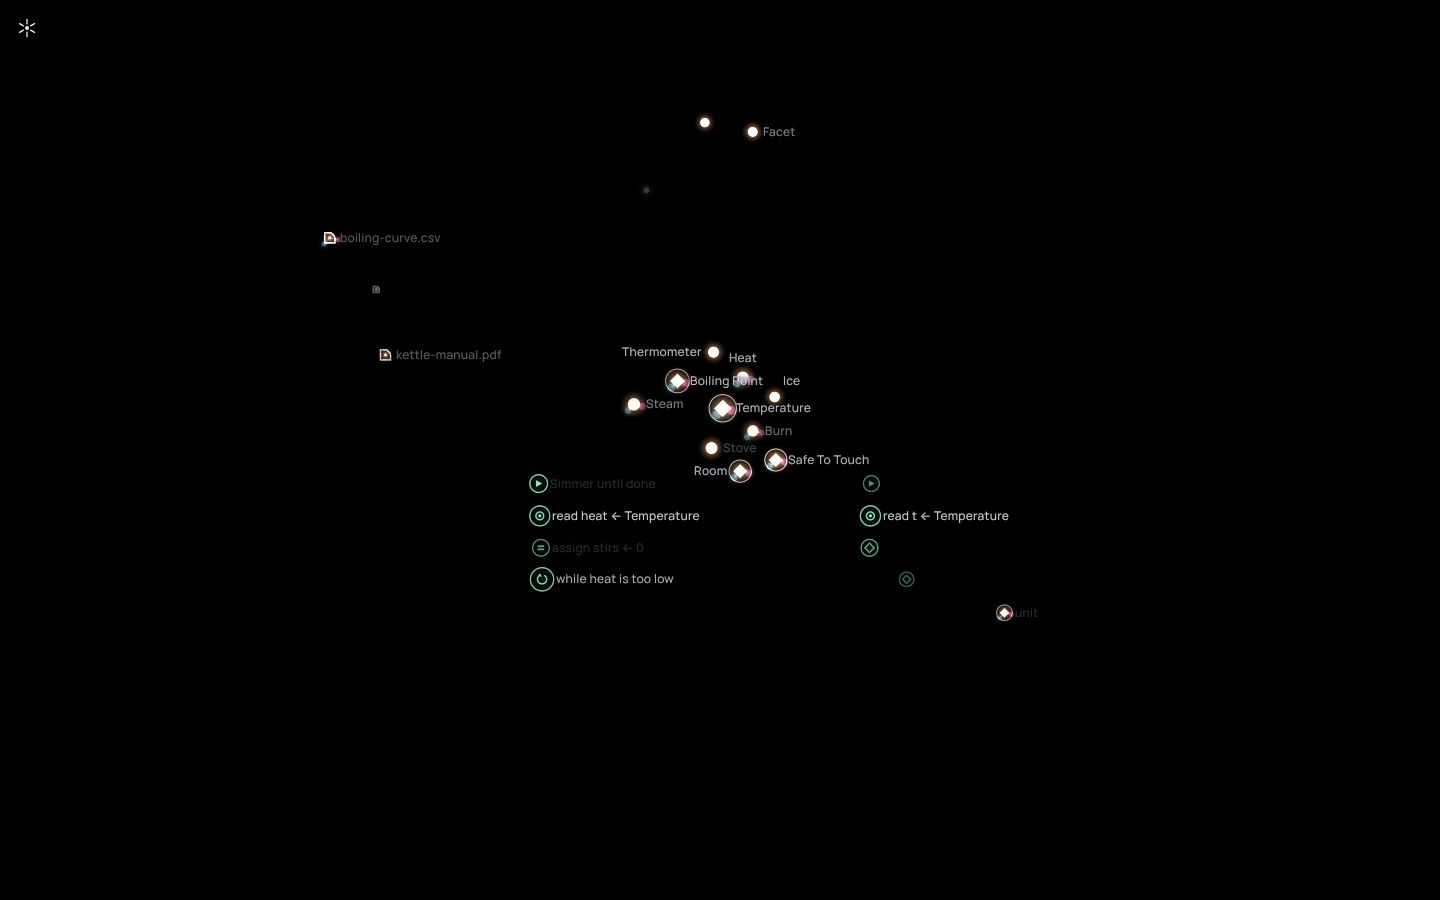 Facet
boiling-curve.csv
kettle-manual.pdf
Thermometer
Heat
Boiling Point
Ice
Steam
Temperature
Burn
Stove
Safe To Touch
Room
Simmer until done
read heat ← Temperature
read t ← Temperature
assign stirs ← 0
while heat is too low
unit